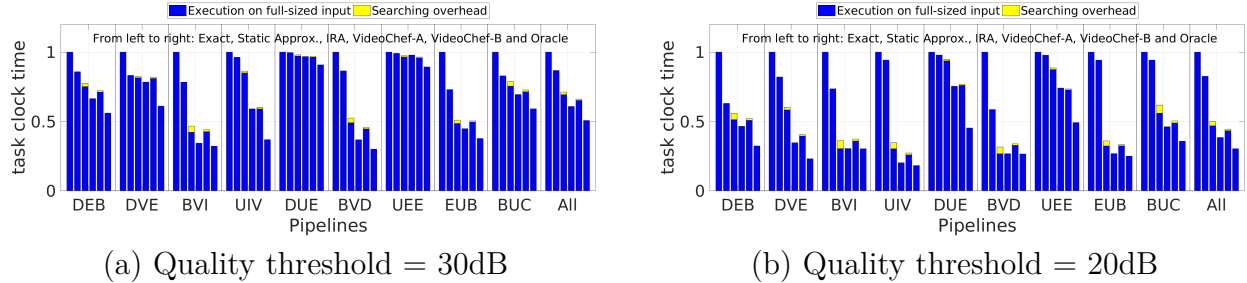 Execution on full-sized input Searching overhead
From left to right: Exact, Static Approx., IRA, VideoChef-A, VideoChef-B and Oracle
1
0.5
0
task clock time
DEB DVE BVI UIV DUE BVD UEE EUB BUC All
Pipelines
(a) Quality threshold = 30dB
Execution on full-sized input Searching overhead
From left to right: Exact, Static Approx., IRA, VideoChef-A, VideoChef-B and Oracle
1
0.5
0
task clock time
DEB DVE BVI UIV DUE BVD UEE EUB BUC All
Pipelines
(b) Quality threshold = 20dB